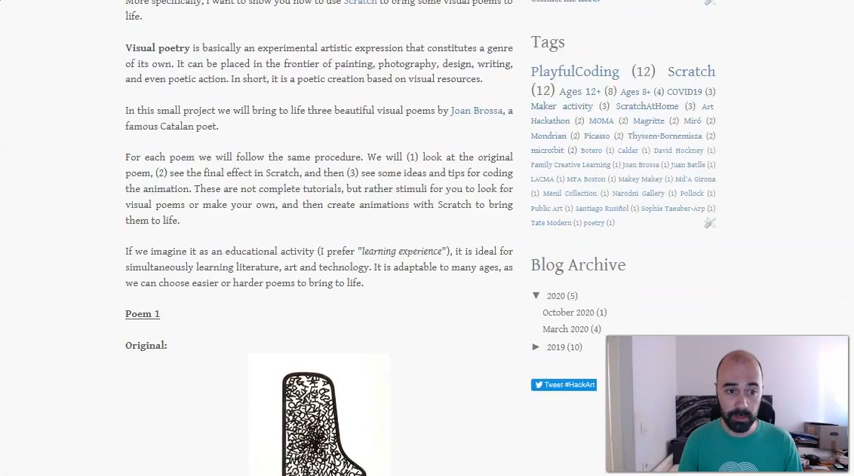 More specifically, I want to show you how to use Scratch to bring some visual poems to
life.
Visual poetry is basically an experimental artistic expression that constitutes a genre
of its own. It can be placed in the frontier of painting, photography, design, writing,
and even poetic action. In short, it is a poetic creation based on visual resources.
In this small project we will bring to life three beautiful visual poems by Joan Brossa, a
famous Catalan poet.
For each poem we will follow the same procedure. We will (1) look at the original
poem, (2) see the final effect in Scratch, and then (3) see some ideas and tips for coding
the animation. These are not complete tutorials, but rather stimuli for you to look for
visual poems or make your own, and then create animations with Scratch to bring
them to life.
If we imagine it as an educational activity (I prefer "learning experience"), it is ideal for
simultaneously learning literature, art and technology. It is adaptable to many ages, as
we can choose easier or harder poems to bring to life.
Poem 1
Original:
Contact me here.
Tags
PlayfulCoding (12) Scratch
(12) Ages 12+ (8) Ages 8+ (4) COVID19 (3)
Maker activity (3) ScratchAtHome (3) Art
Hackathon (2) MOMA (2) Magritte (2) Miró (2)
Mondrian (2) Picasso (2) Thyssen-Bornemisza (2)
micro:bit (2) Botero (1) Calder (1) David Hockney (1)
Family Creative Learning (1) Joan Brossa (1) Juan Batlle (1)
LACMA (1) MFA Boston (1) Makey Makey (1) Md'A Girona
(1) Menil Collection (1) Narodni Gallery (1) Pollock (1)
Public Art (1) Santiago Rusiñol (1) Sophie Taeuber-Arp (1)
Tate Modern (1) poetry (1)
Blog Archive
▼ 2020 (5)
October 2020 (1)
March 2020 (4)
► 2019 (10)
Tweet #HackArt